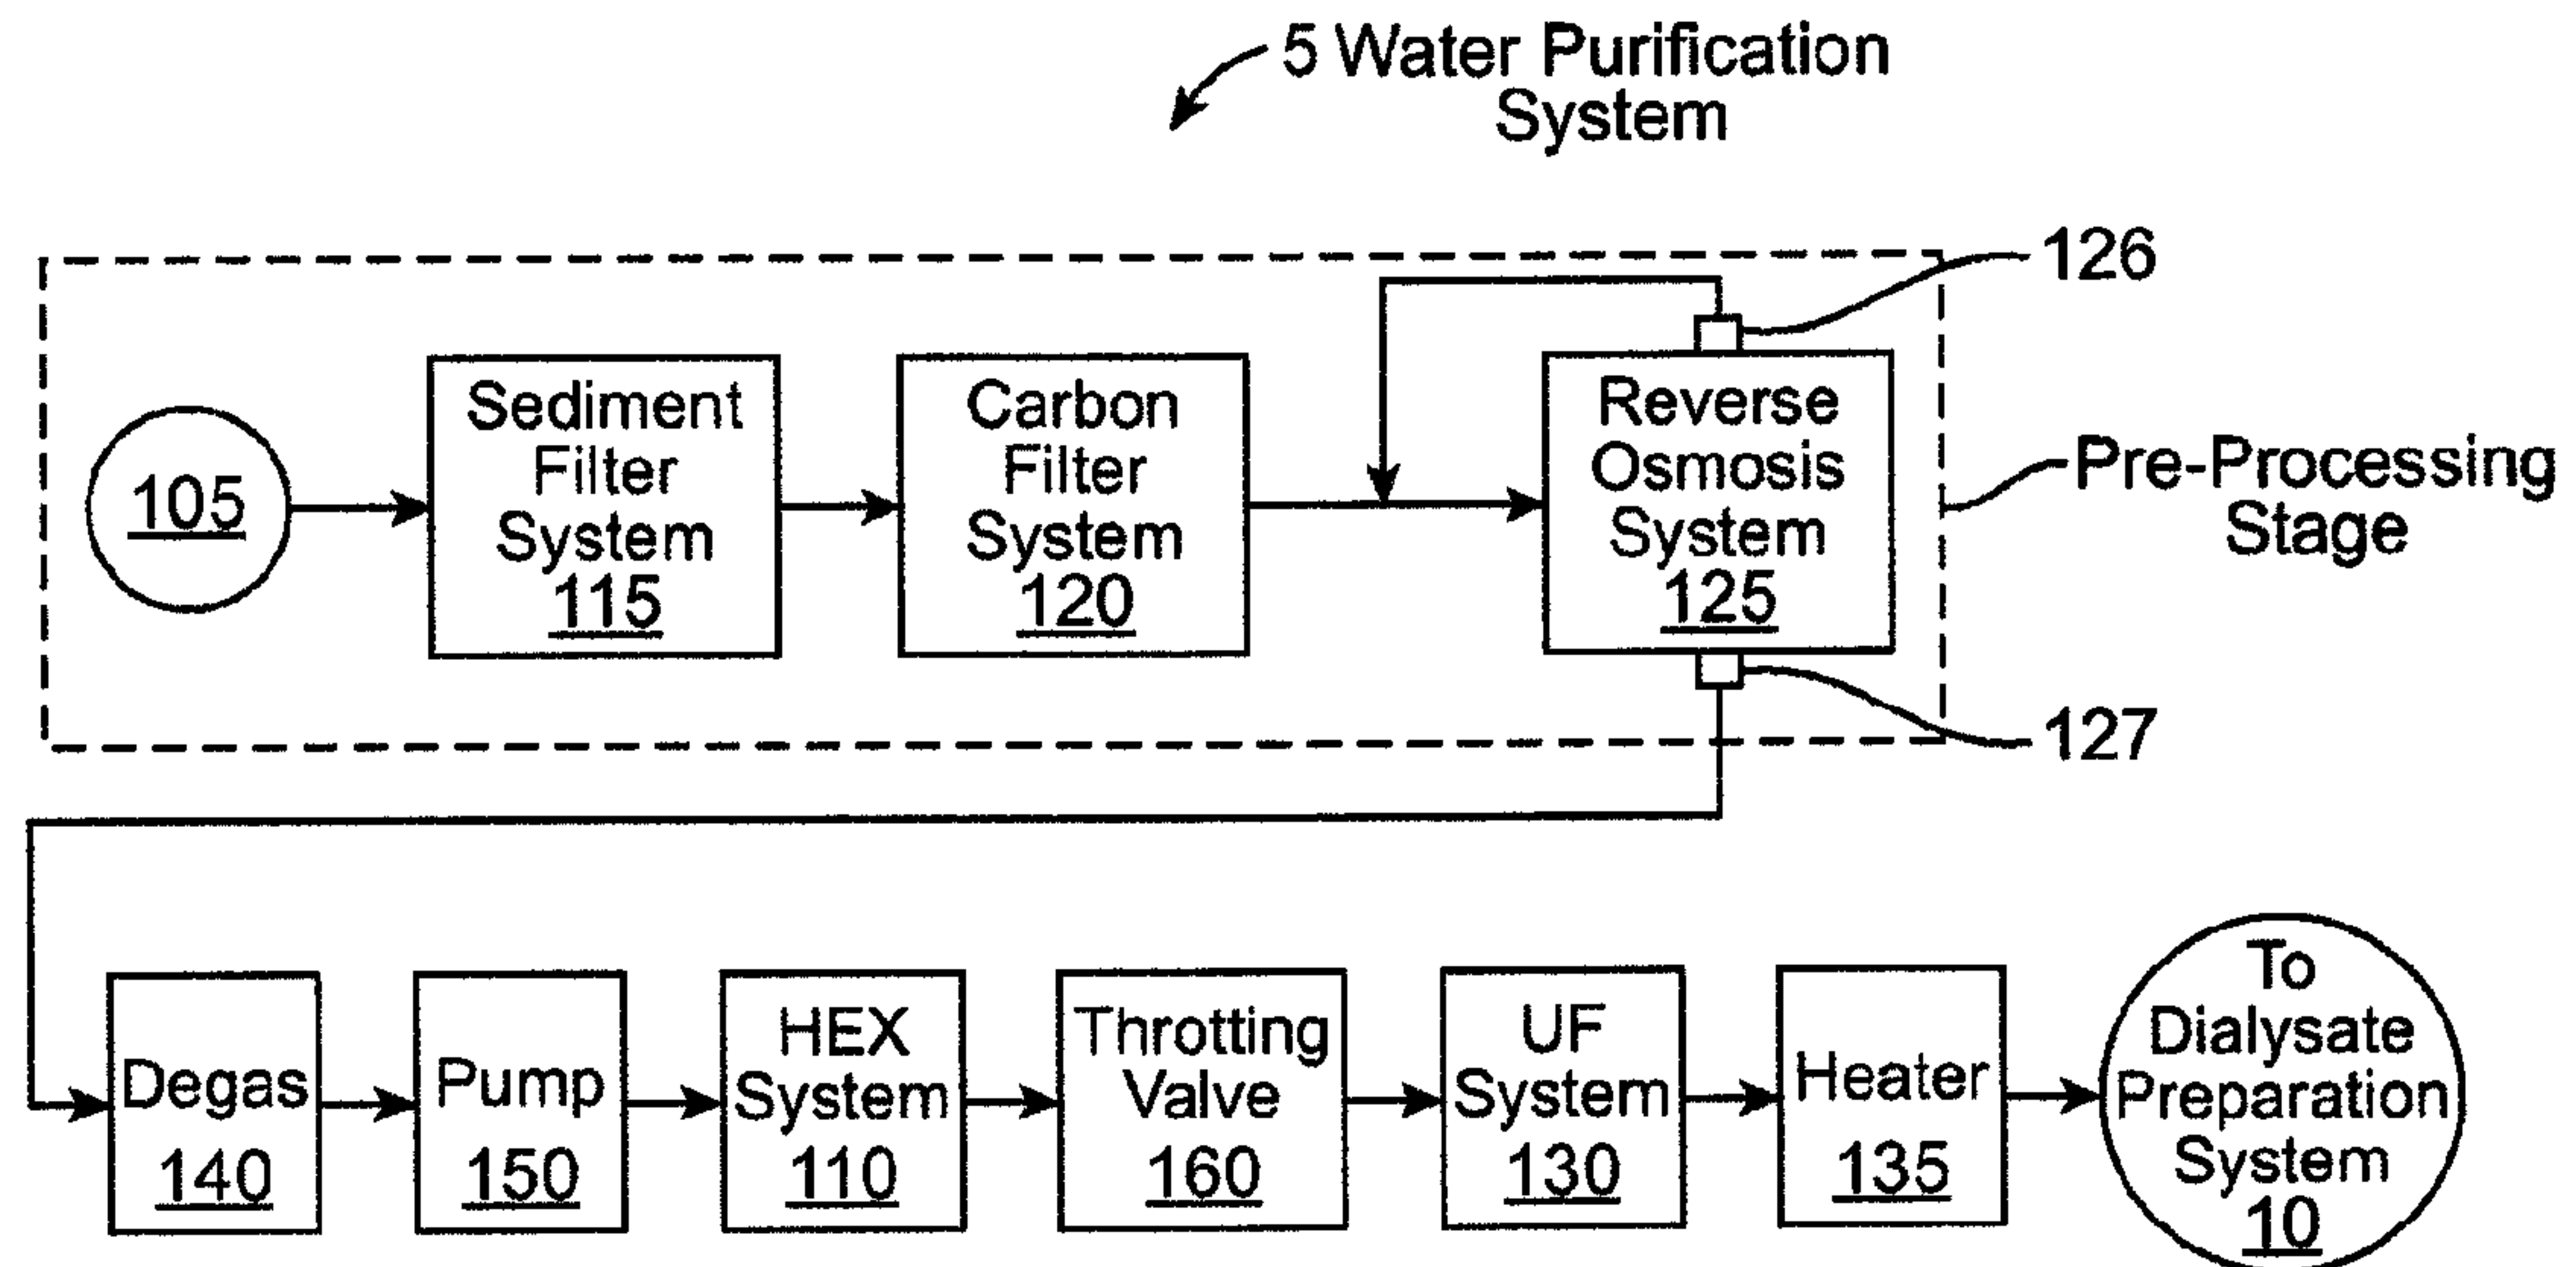 5 Water Purification
System
126
105
Sediment
Filter
System
115
Carbon
Filter
System
120
Reverse
Osmosis
System
125
Pre-Processing
Stage
127
Degas
140
Pump
150
HEX
System
110
Throtting
Valve
160
UF
System
130
Heater
135
To
Dialysate
Preparation
System
10